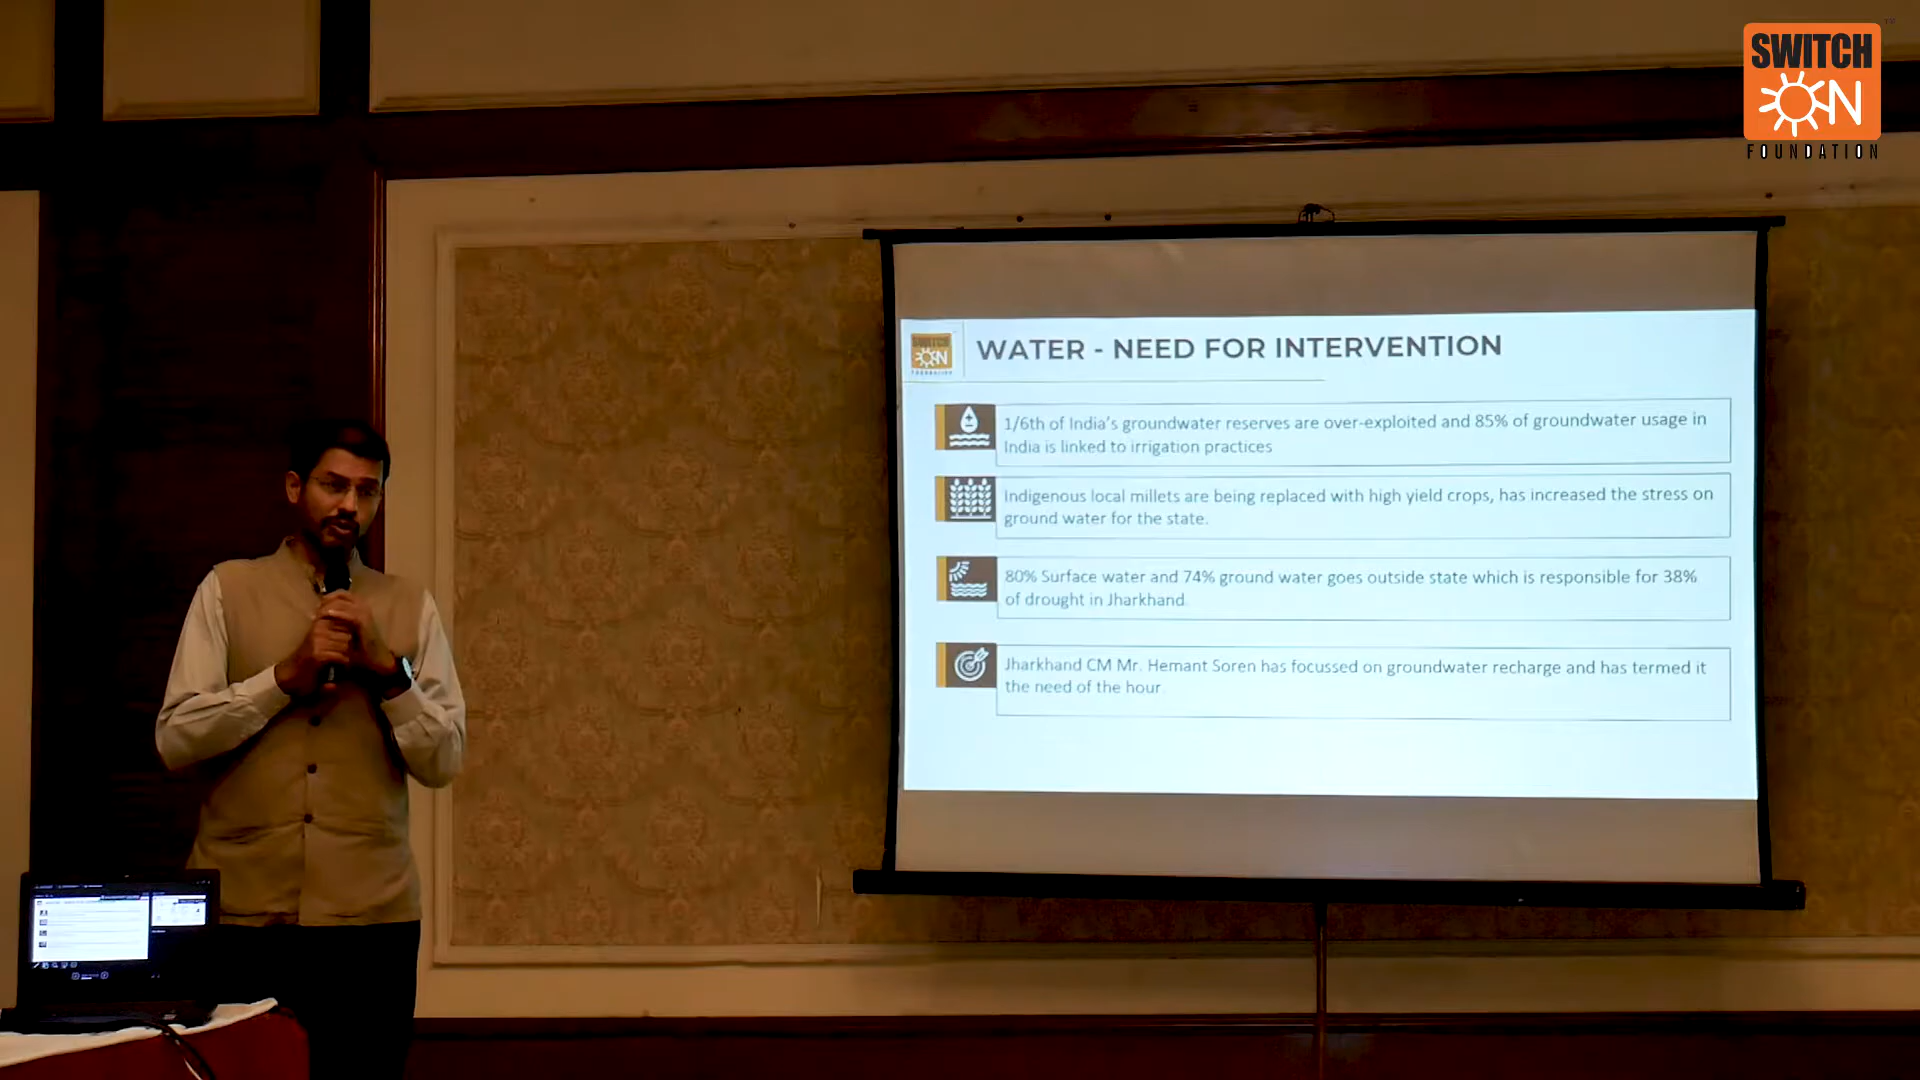 SWITCH
ON
FOUNDATION
TM
SWITCH
ON
FOUNDATION
WATER - NEED FOR INTERVENTION
1/6th of India's groundwater reserves are over-exploited and 85% of groundwater usage in
India is linked to irrigation practices
Indigenous local millets are being replaced with high yield crops, has increased the stress on
ground water for the state.
80% Surface water and 74% ground water goes outside state which is responsible for 38%
of drought in Jharkhand.
Jharkhand CM Mr. Hemant Soren has focussed on groundwater recharge and has termed it
the need of the hour.